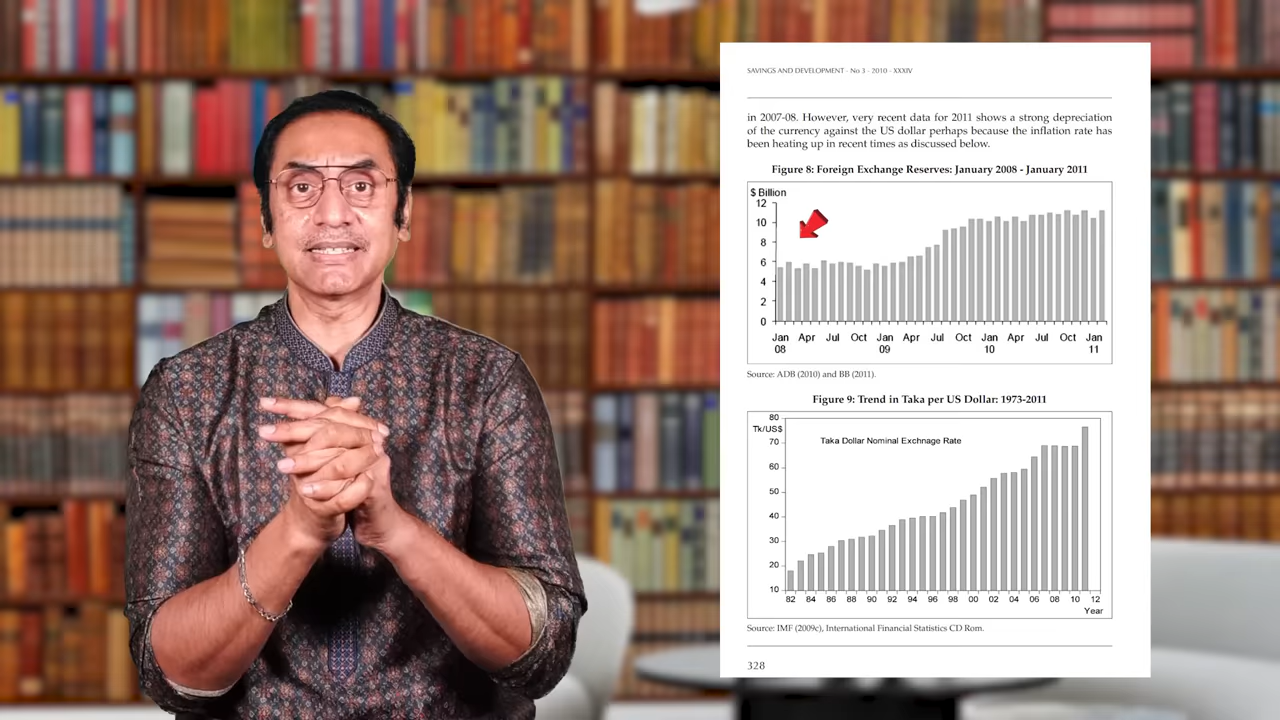 SAVINGS AND DEVELOPMENT - No 3 - 2010 - XXXIV
in 2007-08. However, very recent data for 2011 shows a strong depreciation
of the currency against the US dollar perhaps because the inflation rate has
been heating up in recent times as discussed below.
Figure 8: Foreign Exchange Reserves: January 2008 - January 2011
$ Billion
12
10
8
6
4
2
0
Jan Apr Jul Oct Jan Apr Jul Oct Jan Apr Jul Oct Jan
08 09 10 11
Source: ADB (2010) and BB (2011).
Figure 9: Trend in Taka per US Dollar: 1973-2011
80
Tk/US$
Taka Dollar Nominal Exchnage Rate
70
60
50
40
30
20
10
82 84 86 88 90 92 94 96 98 00 02 04 06 08 10 12
Year
Source: IMF (2009c), International Financial Statistics CD Rom.
328